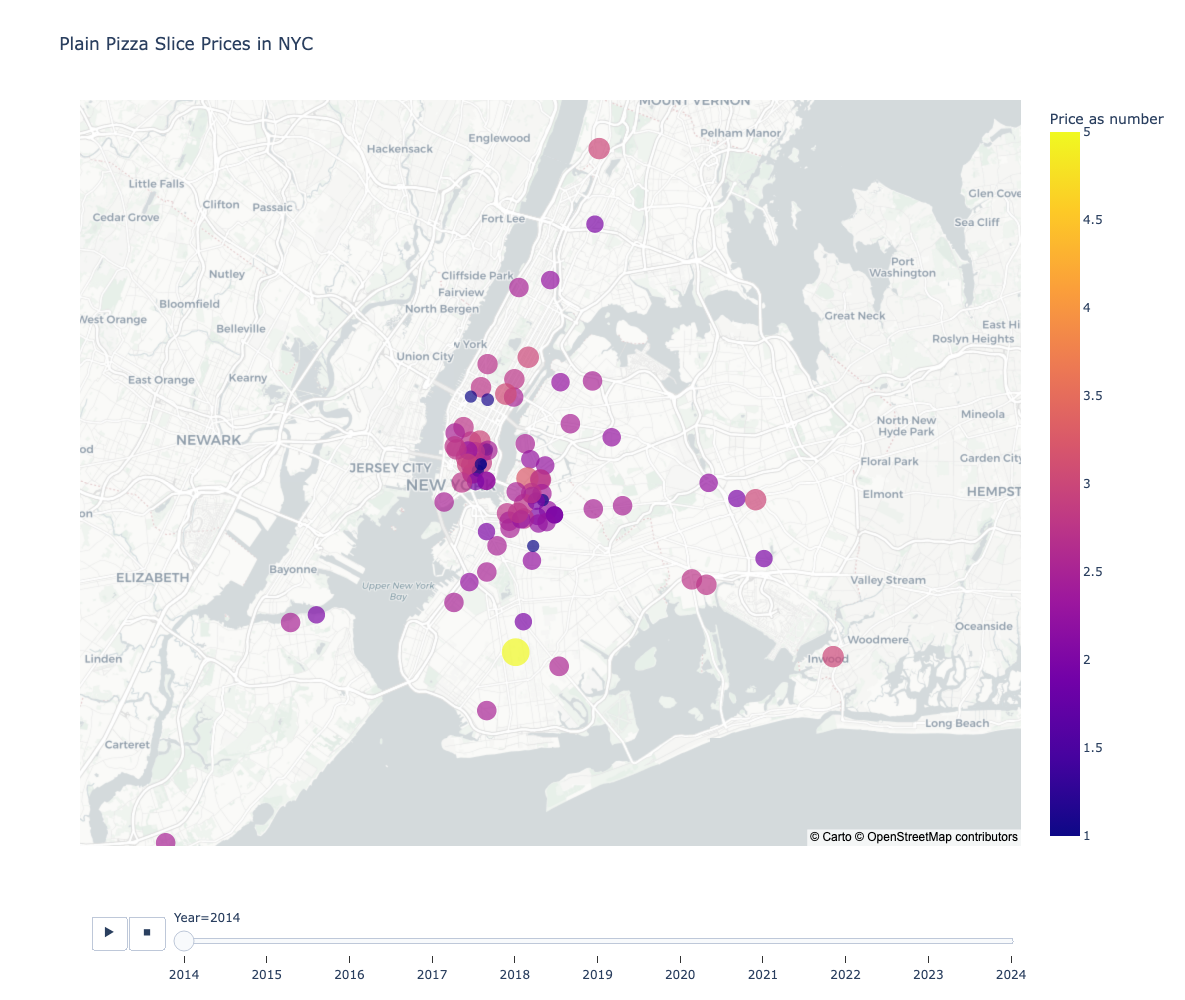 Plain Pizza Slice Prices in NYC
MOUNT VERNON
Pelham Manor
Englewood
Hackensack
Little Falls
Glen Cove
Clifton
Passaic
Cedar Grove
Fort Lee
Sea Cliff
Port
Washington
Nutley
Cliffside Park
Fairview
Bloomfield
North Bergen
West Orange
Great Neck
Belleville
East Hi
Roslyn Heights
York
Union City
East Orange
Kearny
Mineola
North New
Hyde Park
NEWARK
Garden City
Floral Park
JERSEY CITY
NEW YO
Elmont
HEMPST
on
ELIZABETH
Bayonne
Valley Stream
Upper New York
Bay
Oceanside
Woodmere
Linden
Inwood
Long Beach
Carteret
© Carto © OpenStreetMap contributors
Price as number
5
4.5
4
3.5
3
2.5
2
1.5
1
Year=2014
2014 2015 2016 2017 2018 2019 2020 2021 2022 2023 2024